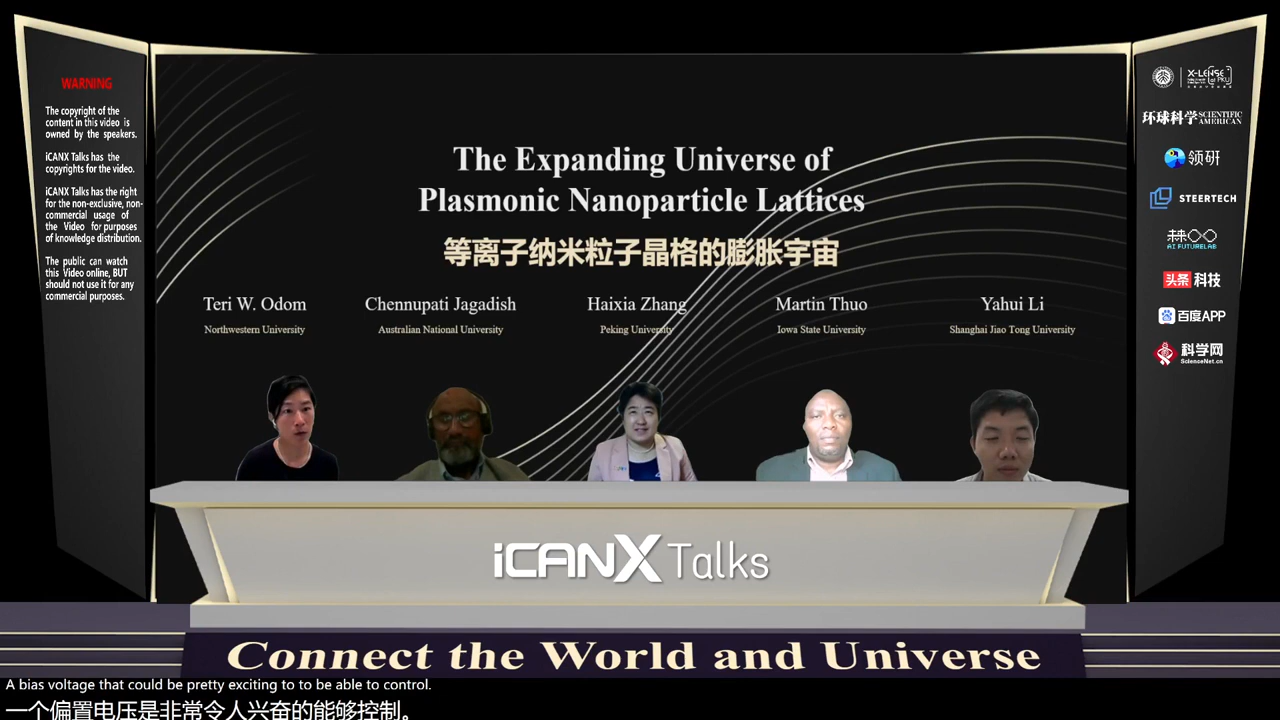 WARNING
The copyright of the
content in this video is
owned by the speakers.
iCANX Talks has the
copyrights for the video.
iCANX Talks has the right
for the non-exclusive, non-
commercial usage of
the Video for purposes
of knowledge distribution.
The public can watch
this Video online, BUT
should not use it for any
commercial purposes.
The Expanding Universe of
Plasmonic Nanoparticle Lattices
等离子纳米粒子晶格的膨胀宇宙
Teri W. Odom
Northwestern University
Chennupati Jagadish
Australian National University
Haixia Zhang
Peking University
Martin Thuo
Iowa State University
Yahui Li
Shanghai Jiao Tong University
X-LENSE
at PKU
环球科学 SCIENTIFIC AMERICAN
领研
STEERTECH
AI FUTURELAB
头条 科技
百度APP
科学网
ScienceNet.cn
iCANX Talks
Connect the World and Universe
A bias voltage that could be pretty exciting to to be able to control.
一个偏置电压是非常令人兴奋的能够控制。